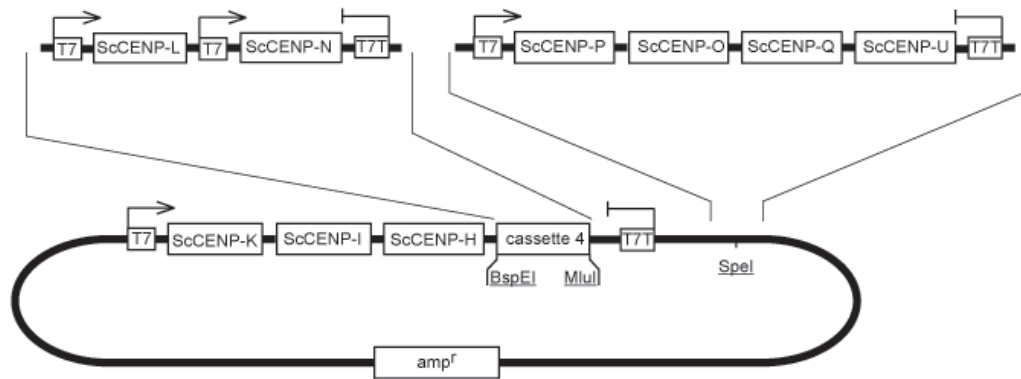 T7 ScCENP-L T7 ScCENP-N T7T
T7 ScCENP-P ScCENP-O ScCENP-Q ScCENP-U T7T
T7 ScCENP-K ScCENP-I ScCENP-H cassette 4 T7T
BspEI MluI SpeI
ampr